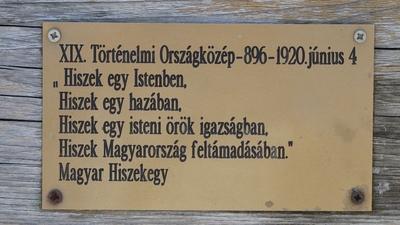 XIX. Történelmi Országközép-896-1920.június 4
„ Hiszek egy Istenben,
Hiszek egy hazában,
Hiszek egy isteni örök igazságban,
Hiszek Magyarország feltámadásában."
Magyar Hiszekegy